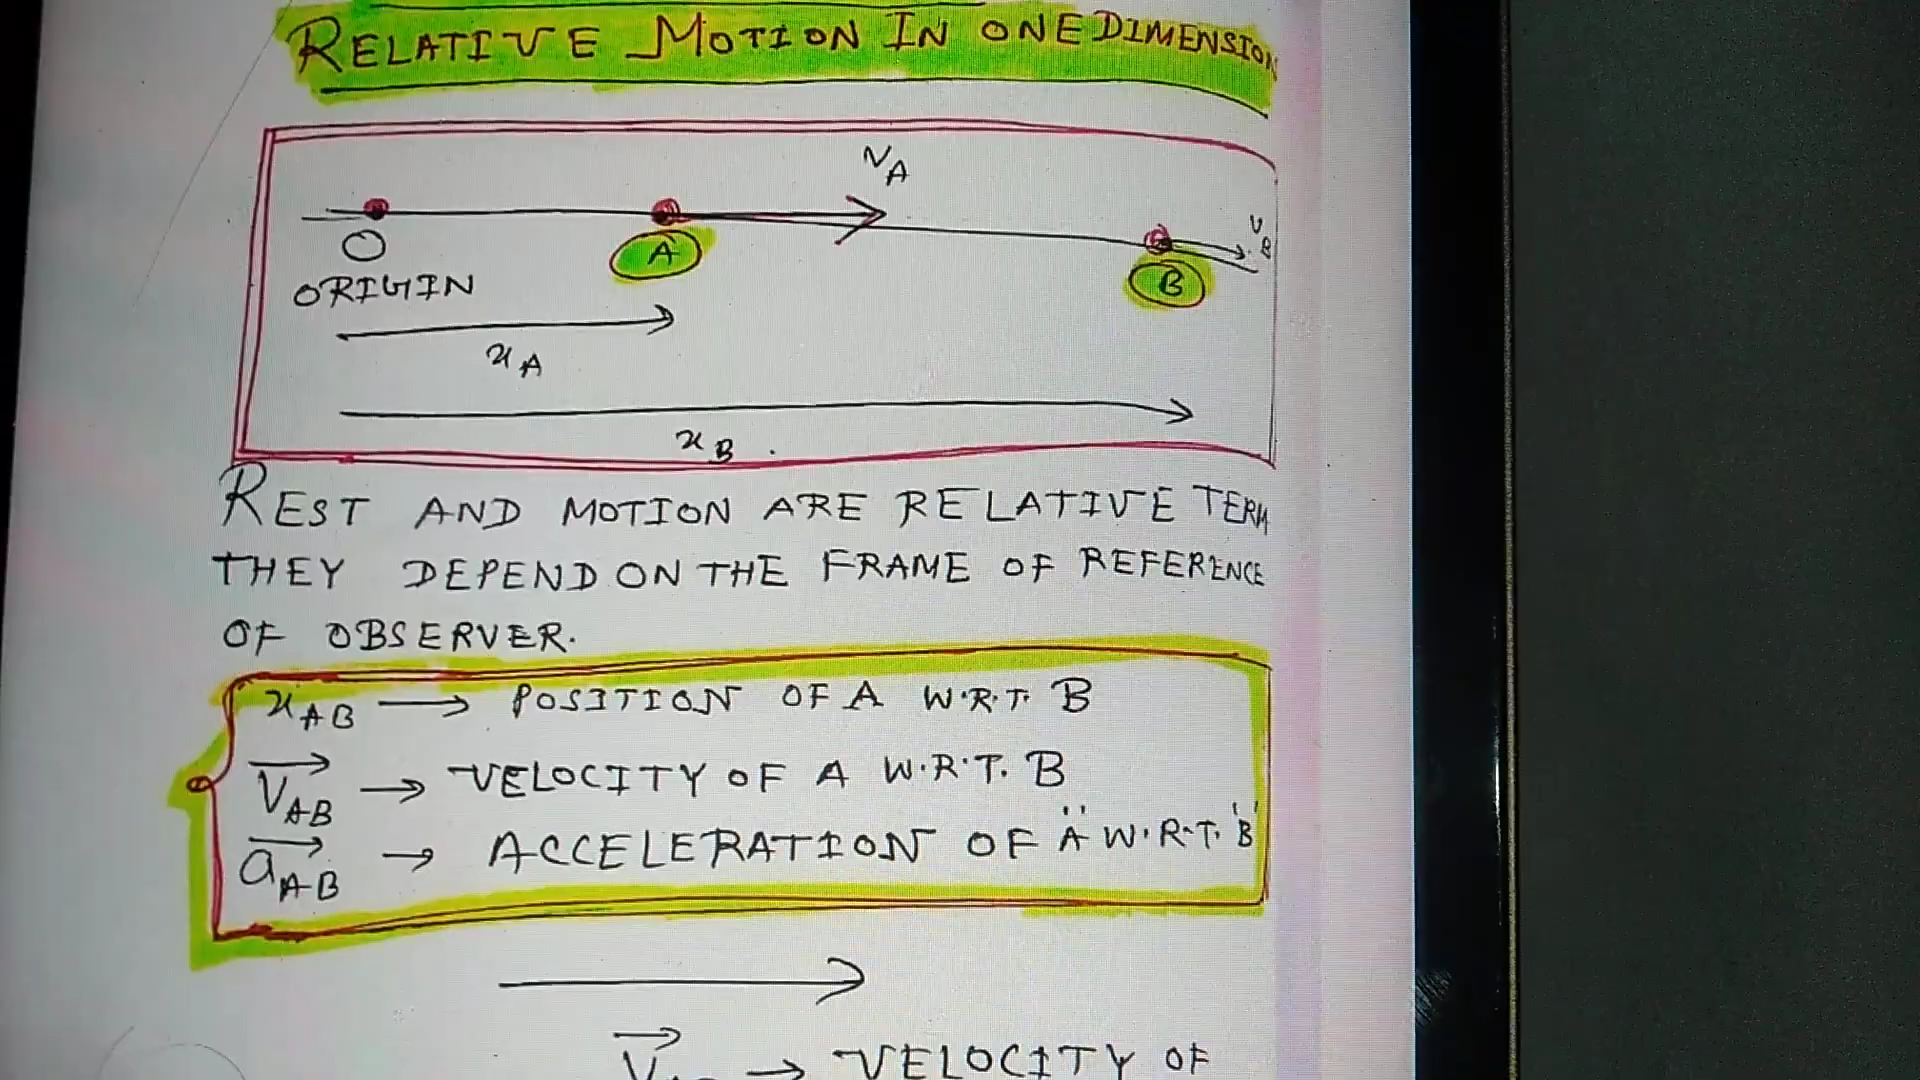 RELATIVE MOTION IN ONE DIMENSION
VA
VB
O
A
B
ORIGIN
xA
xB
REST AND MOTION ARE RELATIVE TERM
THEY DEPEND ON THE FRAME OF REFERENCE
OF OBSERVER.
xAB → POSITION OF A W.R.T. B
VAB → VELOCITY OF A W.R.T. B
aAB → ACCELERATION OF "A" W.R.T. "B"
→ VELOCITY OF